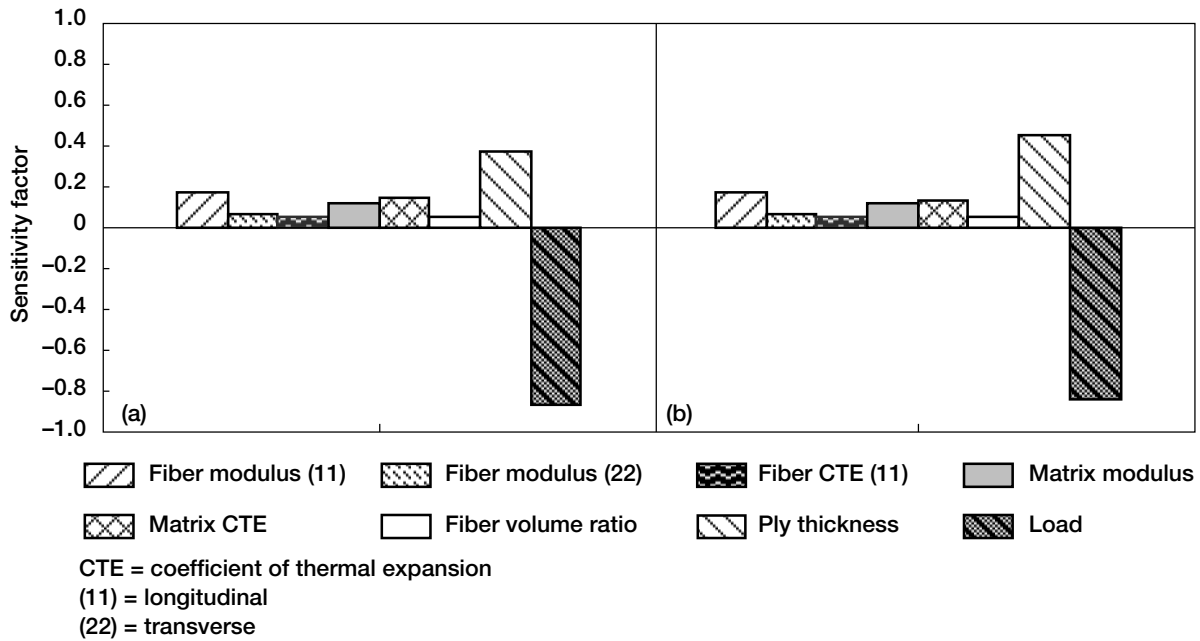 1.0
0.8
0.6
0.4
0.2
0
−0.2
−0.4
−0.6
−0.8
−1.0
Sensitivity factor
(a)
(b)
Fiber modulus (11)
Fiber modulus (22)
Fiber CTE (11)
Matrix modulus
Matrix CTE
Fiber volume ratio
Ply thickness
Load
CTE = coefficient of thermal expansion
(11) = longitudinal
(22) = transverse